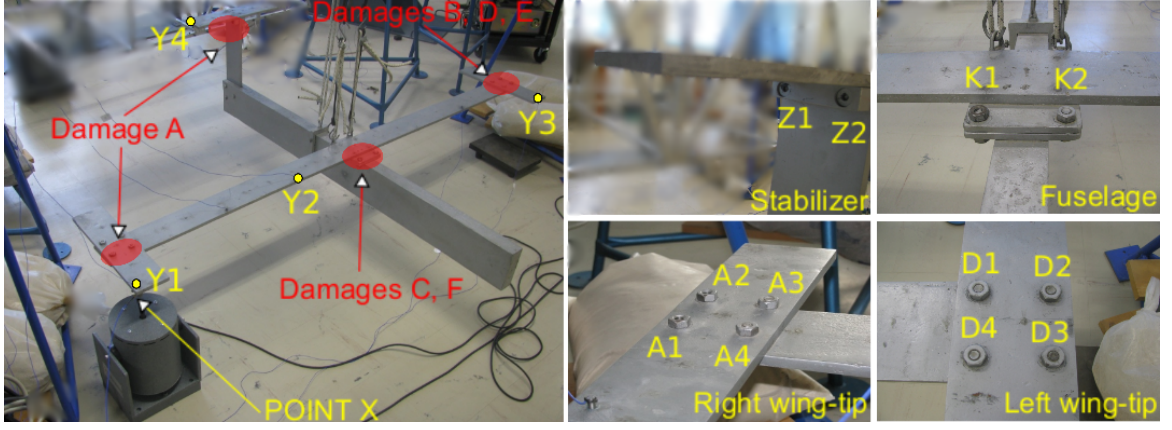 Damages B, D, E
Y4
Damage A
Y3
Y2
Y1
Damages C, F
POINT X
Z1
Z2
Stabilizer
K1 K2
Fuselage
A2
A3
A1
A4
Right wing-tip
D1 D2
D4 D3
Left wing-tip